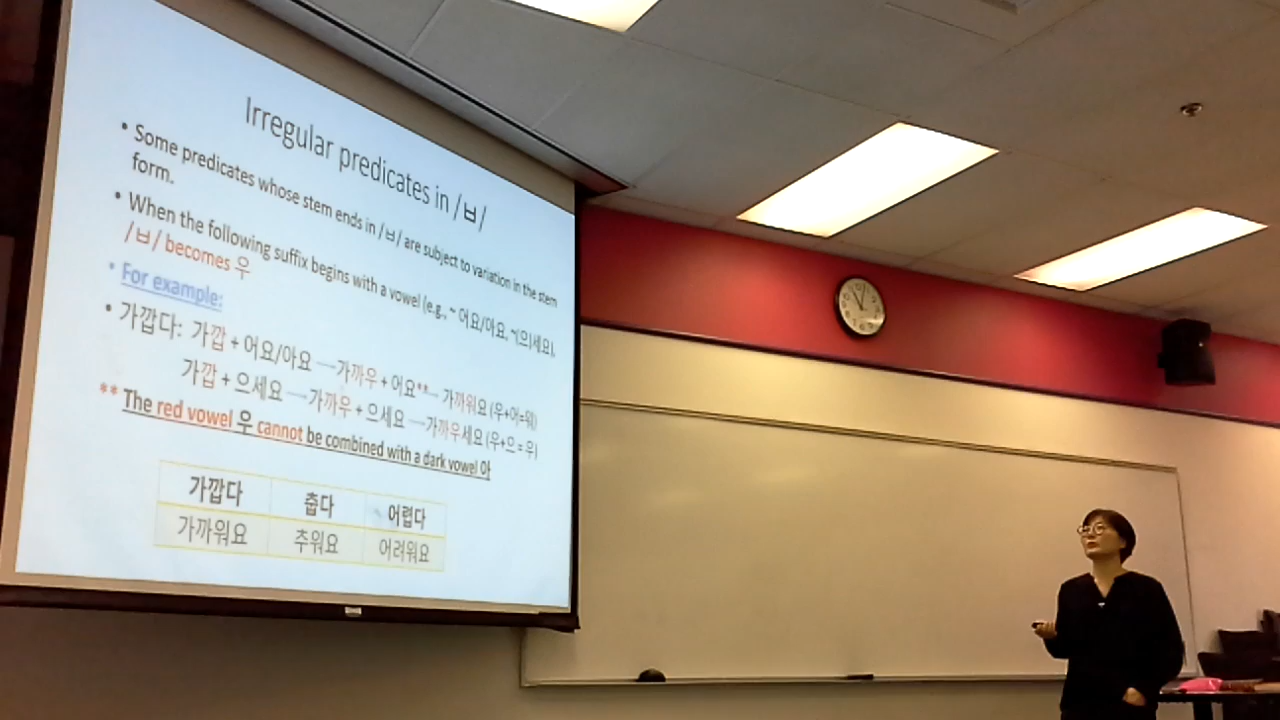 Irregular predicates in /ㅂ/
• Some predicates whose stem ends in /ㅂ/ are subject to variation in the stem
form.
• When the following suffix begins with a vowel (e.g., ~ 어요/아요, ~(으)세요),
/ㅂ/ becomes 우
• For example:
• 가깝다: 가깝 + 어요/아요 → 가까우 + 어요** → 가까워요 (우+어=워)
가깝 + 으세요 → 가까우 + 으세요 → 가까우세요 (우+으 = 우)
** The red vowel 우 cannot be combined with a dark vowel 아
가깝다 춥다 어렵다
가까워요 추워요 어려워요